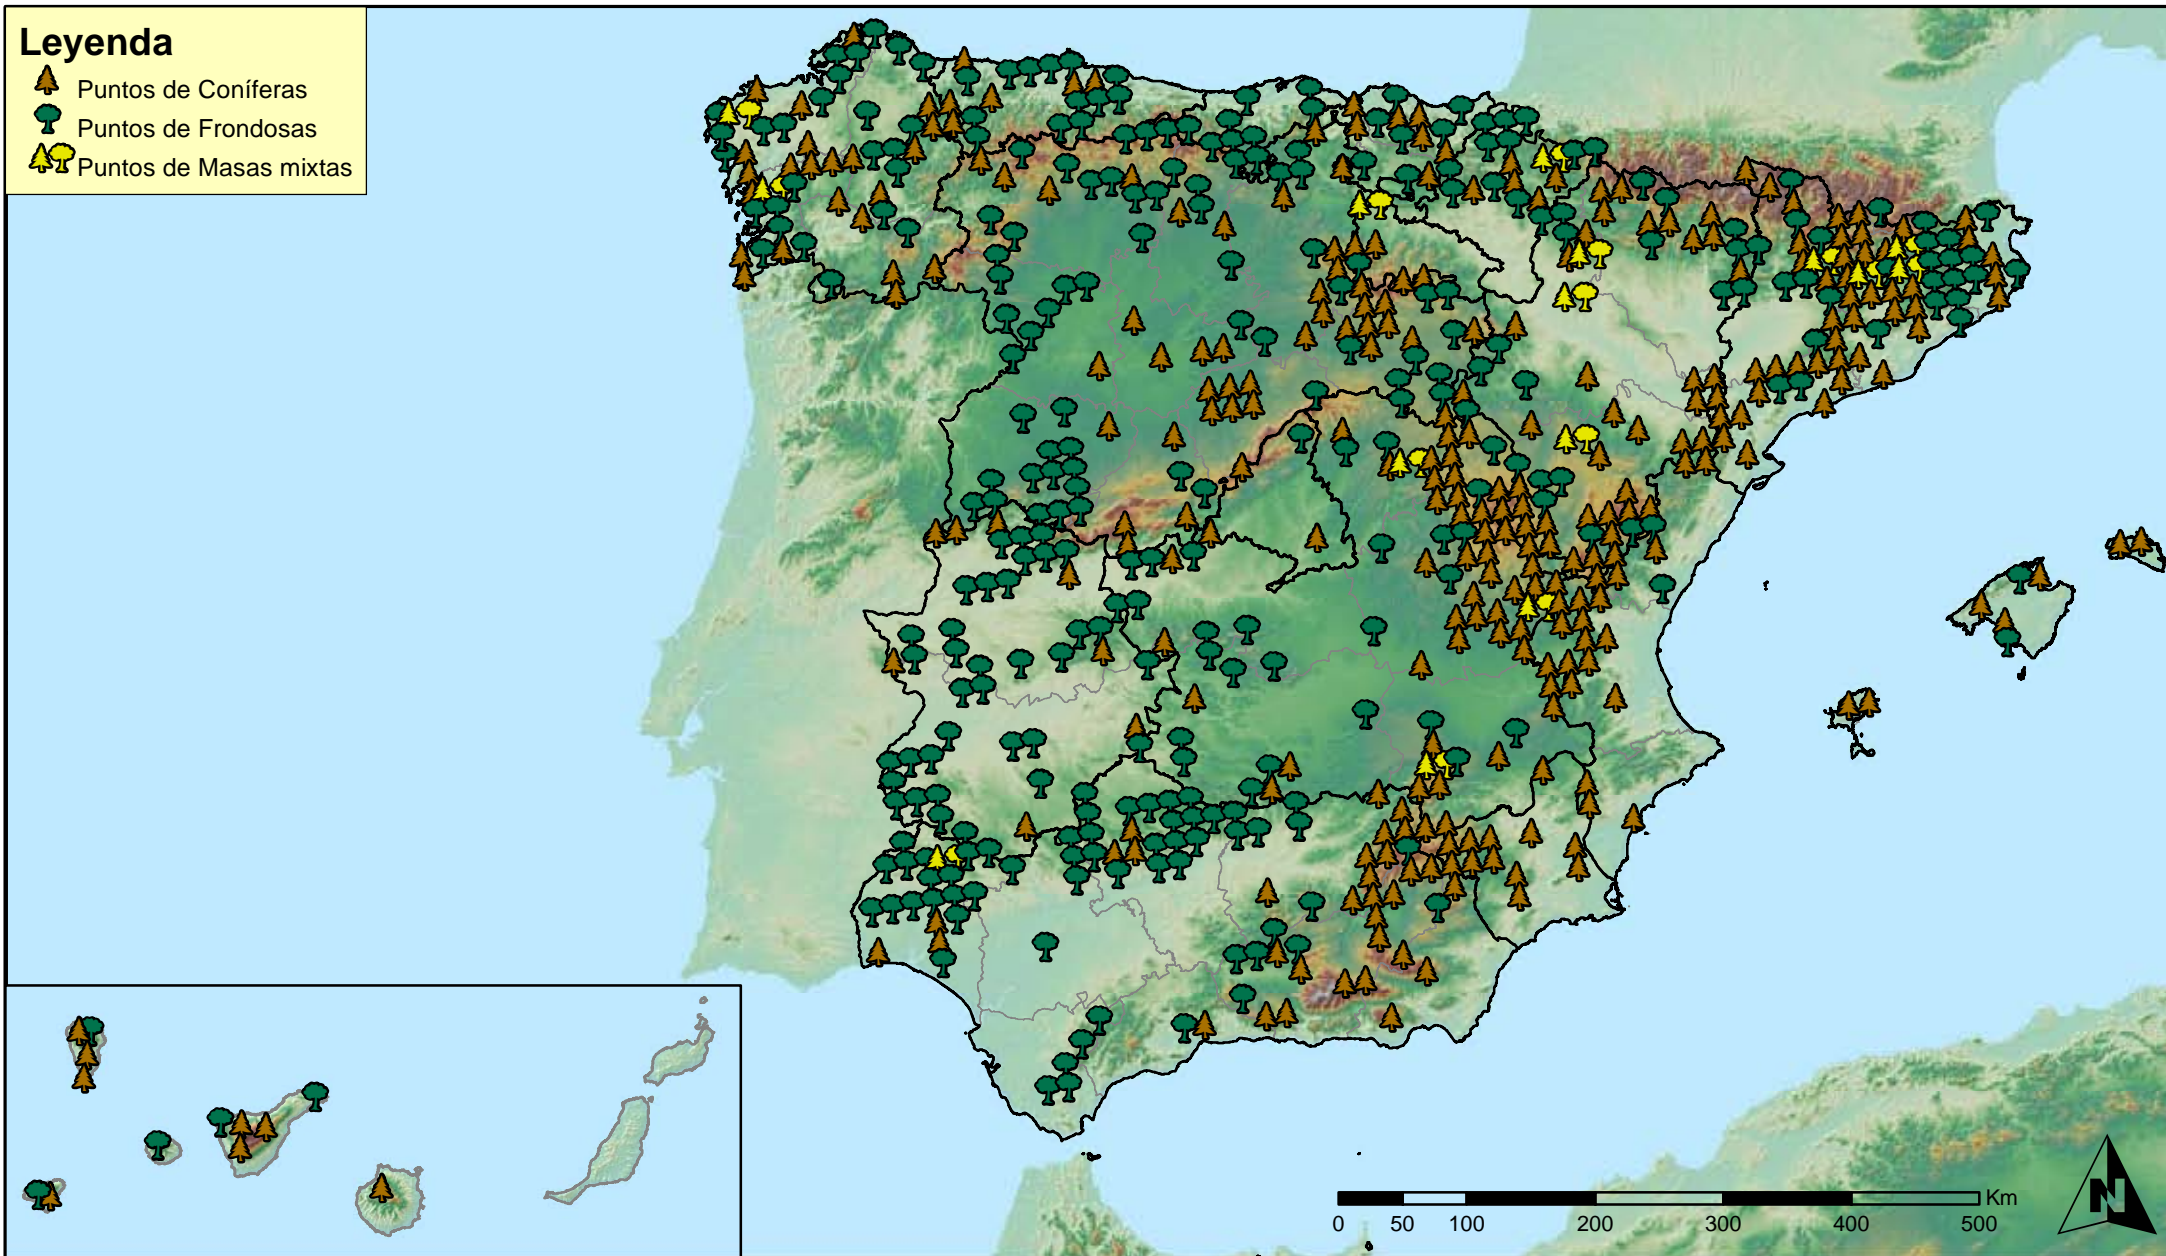 Leyenda
Puntos de Coníferas
Puntos de Frondosas
Puntos de Masas mixtas
Km
0 50 100 200 300 400 500
N